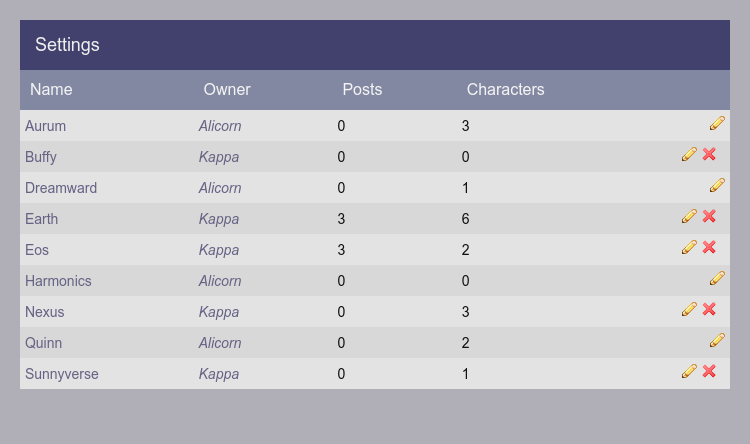 Settings
Name Owner Posts Characters
Aurum Alicorn 0 3
Buffy Kappa 0 0
Dreamward Alicorn 0 1
Earth Kappa 3 6
Eos Kappa 3 2
Harmonics Alicorn 0 0
Nexus Kappa 0 3
Quinn Alicorn 0 2
Sunnyverse Kappa 0 1